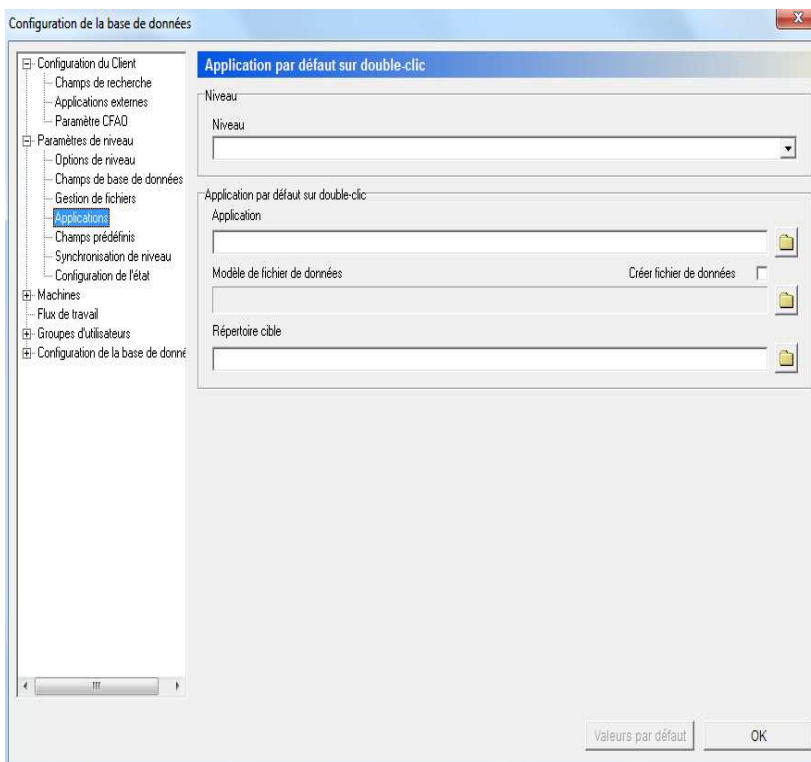 Configuration de la base de données
Configuration du Client
Champs de recherche
Applications externes
Paramètre CFAO
Paramètres de niveau
Options de niveau
Champs de base de données
Gestion de fichiers
Applications
Champs prédéfinis
Synchronisation de niveau
Configuration de l'état
Machines
Flux de travail
Groupes d'utilisateurs
Configuration de la base de donné
Application par défaut sur double-clic
Niveau
Niveau
Application par défaut sur double-clic
Application
Modèle de fichier de données
Créer fichier de données
Répertoire cible
Valeurs par défaut
OK